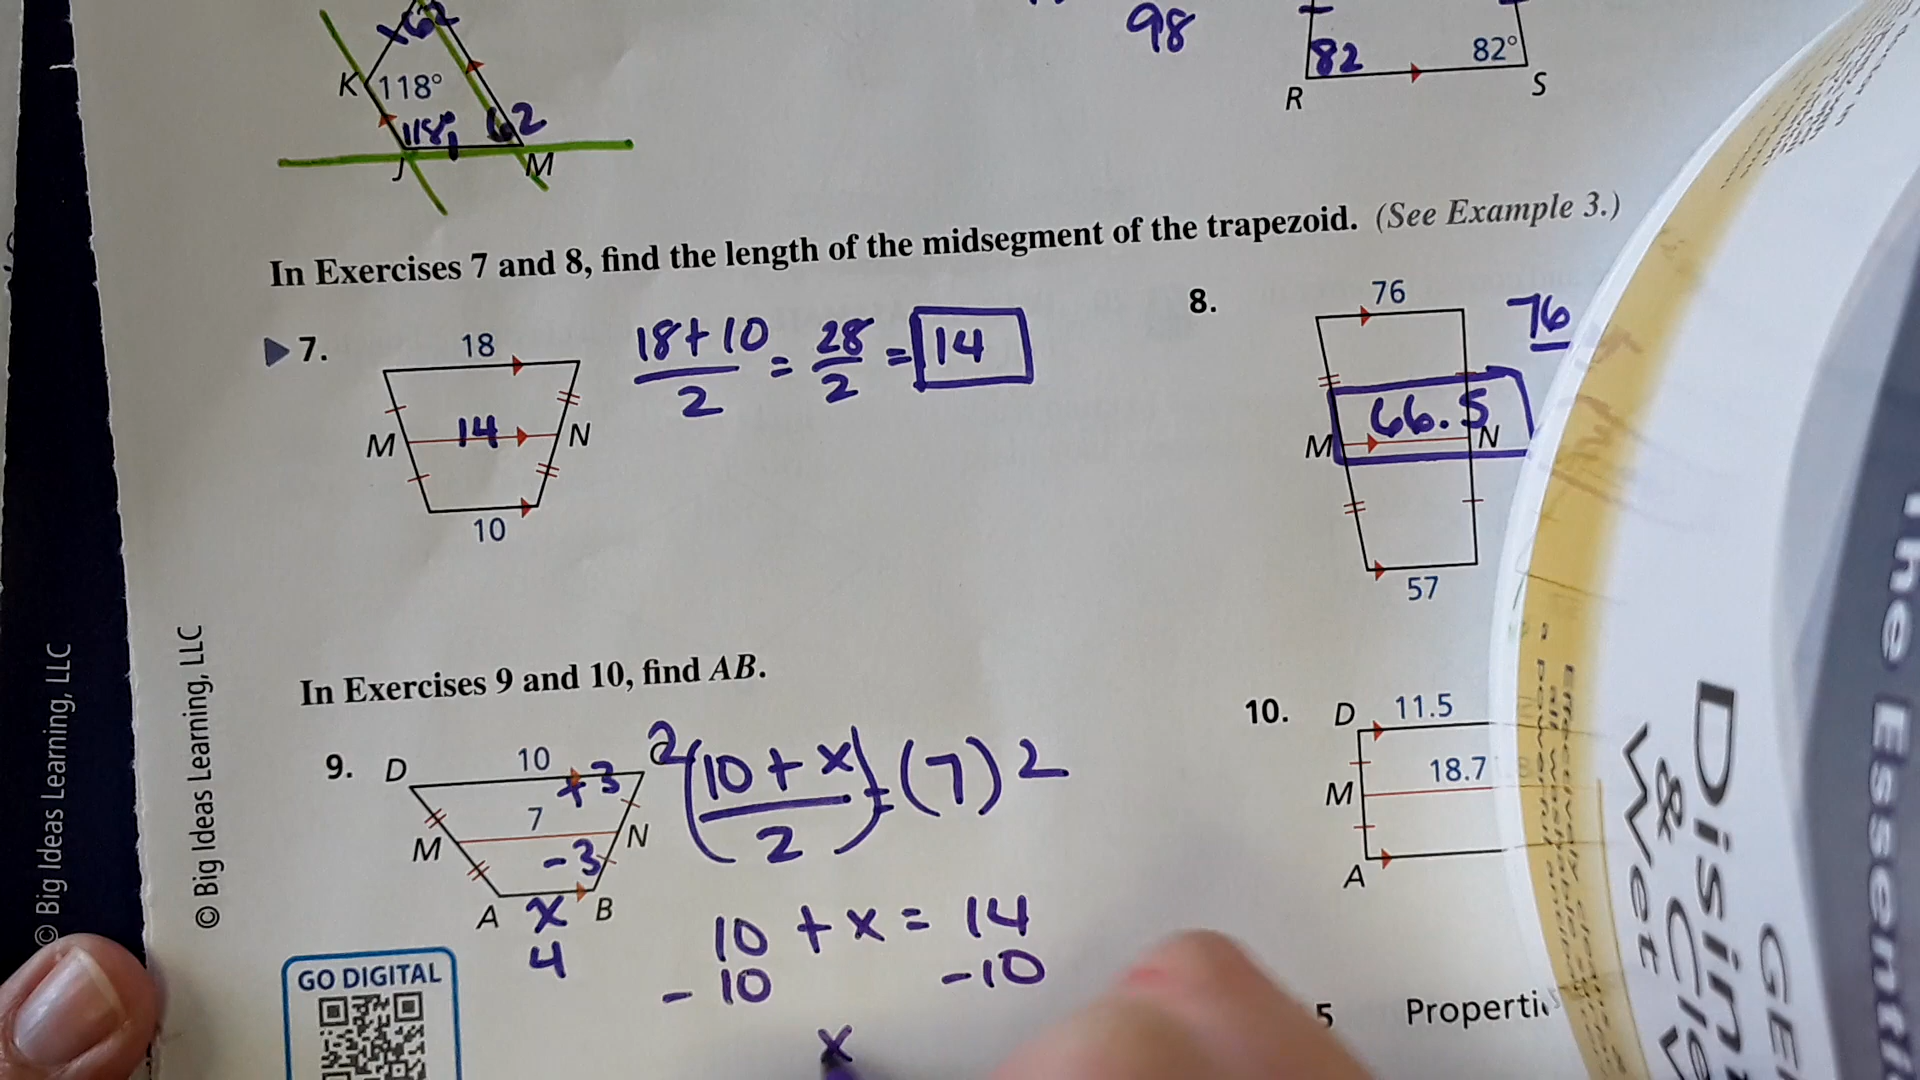 62
K 118°
118°
62
J
M
98
82
82°
R
S
In Exercises 7 and 8, find the length of the midsegment of the trapezoid. (See Example 3.)
7.
18
M 14 N
10
18+10
2
= 28
2
= 14
8.
76
76
66.5
M N
57
In Exercises 9 and 10, find AB.
9. D 10 +3
M 7 N
-3
A x B
4
2(10 + x) = (7)2
2
10 + x = 14
-10 -10
x
10. D 11.5
M 18.7
A
GO DIGITAL
5
© Big Ideas Learning, LLC
© Big Ideas Learning, LLC
&
Wet